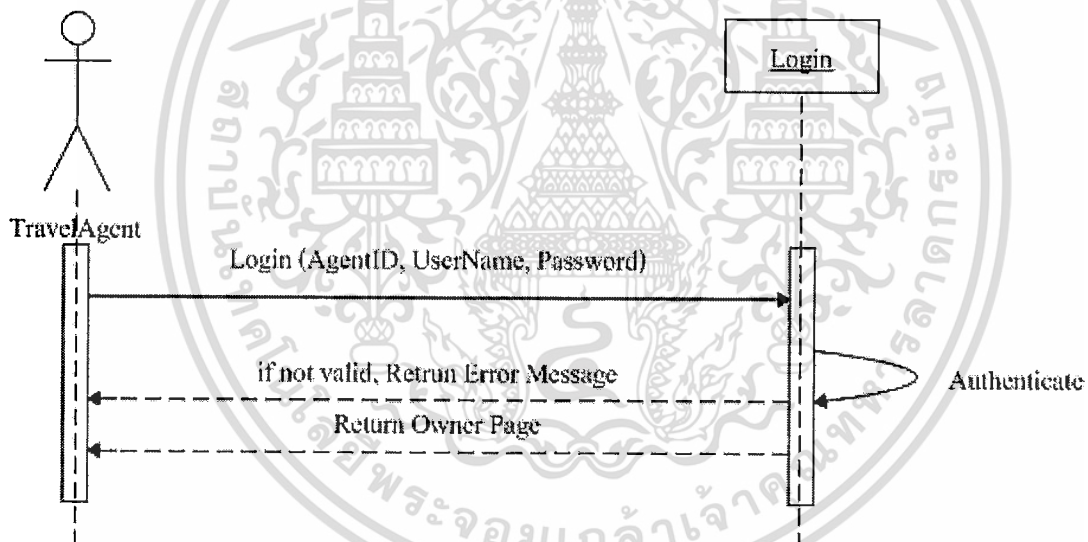 Login
TravelAgent
Login (AgentID, UserName, Password)
if not valid, Retrun Error Message
Authenticate
Return Owner Page